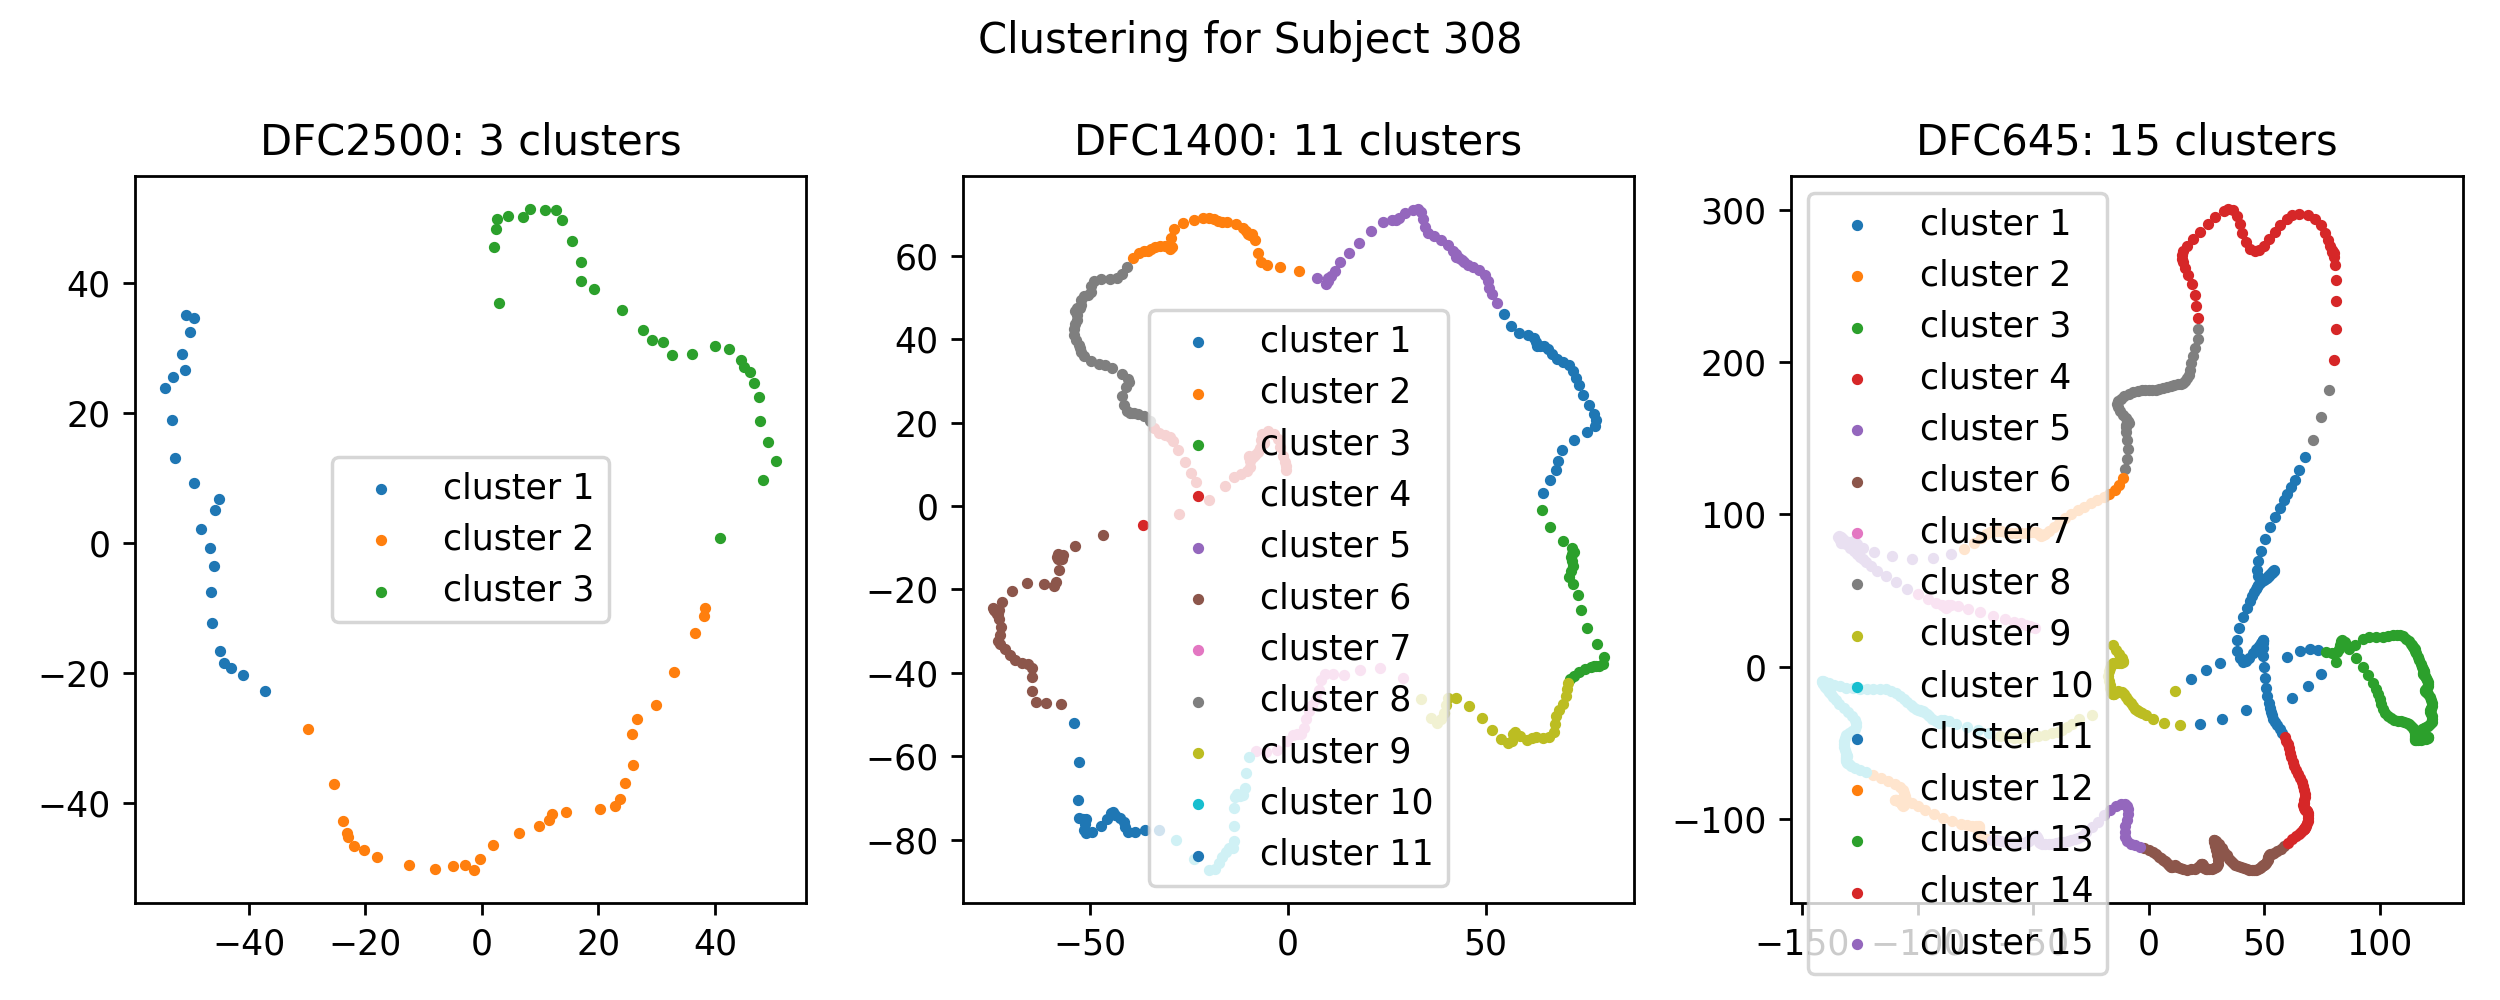 Clustering for Subject 308
DFC2500: 3 clusters
40
20
0
−20
−40
−40
−20
0
20
40
cluster 1
cluster 2
cluster 3
DFC1400: 11 clusters
60
40
20
0
−20
−40
−60
−80
−50
0
50
cluster 1
cluster 2
cluster 3
cluster 4
cluster 5
cluster 6
cluster 7
cluster 8
cluster 9
cluster 10
cluster 11
DFC645: 15 clusters
300
200
100
0
−100
−150
−100
−50
0
50
100
cluster 1
cluster 2
cluster 3
cluster 4
cluster 5
cluster 6
cluster 7
cluster 8
cluster 9
cluster 10
cluster 11
cluster 12
cluster 13
cluster 14
cluster 15